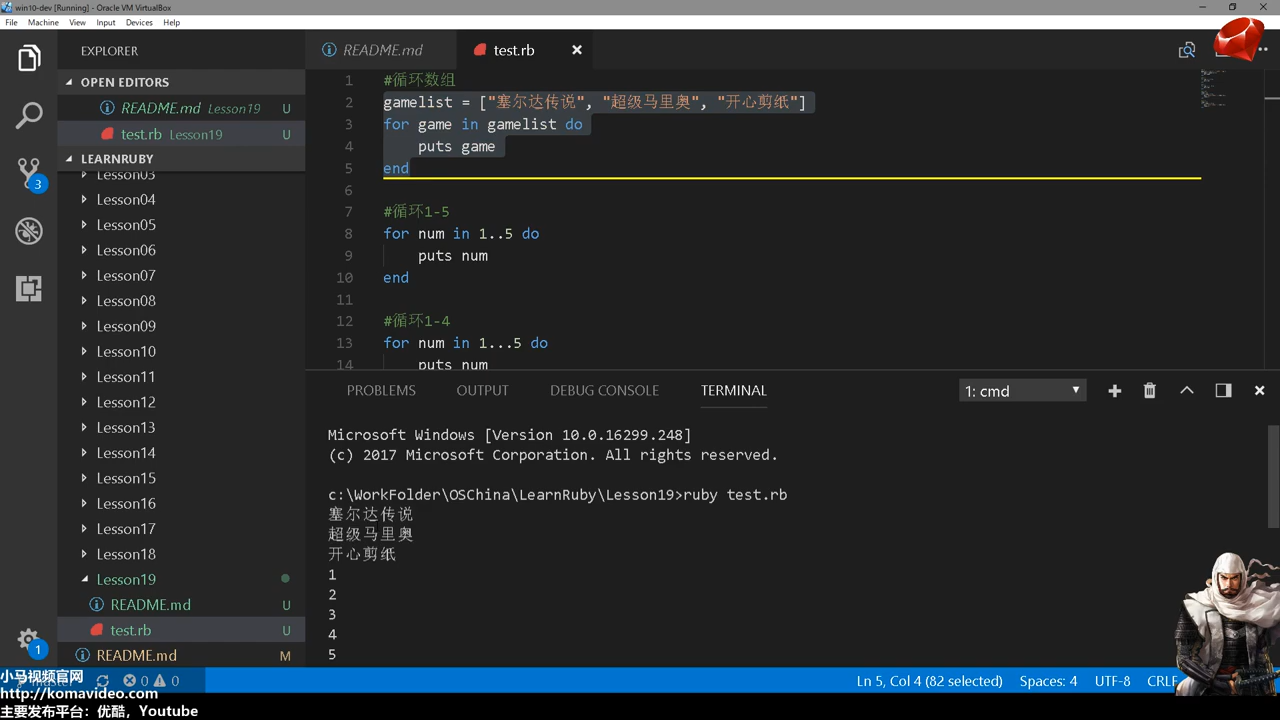 win10-dev [Running] - Oracle VM VirtualBox
File Machine View Input Devices Help
EXPLORER
README.md
test.rb
OPEN EDITORS
README.md Lesson19 U
test.rb Lesson19 U
LEARNRUBY
Lesson03
Lesson04
Lesson05
Lesson06
Lesson07
Lesson08
Lesson09
Lesson10
Lesson11
Lesson12
Lesson13
Lesson14
Lesson15
Lesson16
Lesson17
Lesson18
Lesson19
README.md U
test.rb U
README.md M
3
1
1 #循环数组
2 gamelist = ["塞尔达传说", "超级马里奥", "开心剪纸"]
3 for game in gamelist do
4 puts game
5 end
6
7 #循环1-5
8 for num in 1..5 do
9 puts num
10 end
11
12 #循环1-4
13 for num in 1...5 do
14 puts num
PROBLEMS OUTPUT DEBUG CONSOLE TERMINAL
1: cmd
Microsoft Windows [Version 10.0.16299.248]
(c) 2017 Microsoft Corporation. All rights reserved.
c:\WorkFolder\OSChina\LearnRuby\Lesson19>ruby test.rb
塞尔达传说
超级马里奥
开心剪纸
1
2
3
4
5
小马视频官网
http://komavideo.com
主要发布平台：优酷，Youtube
0 0
Ln 5, Col 4 (82 selected) Spaces: 4 UTF-8 CRLF